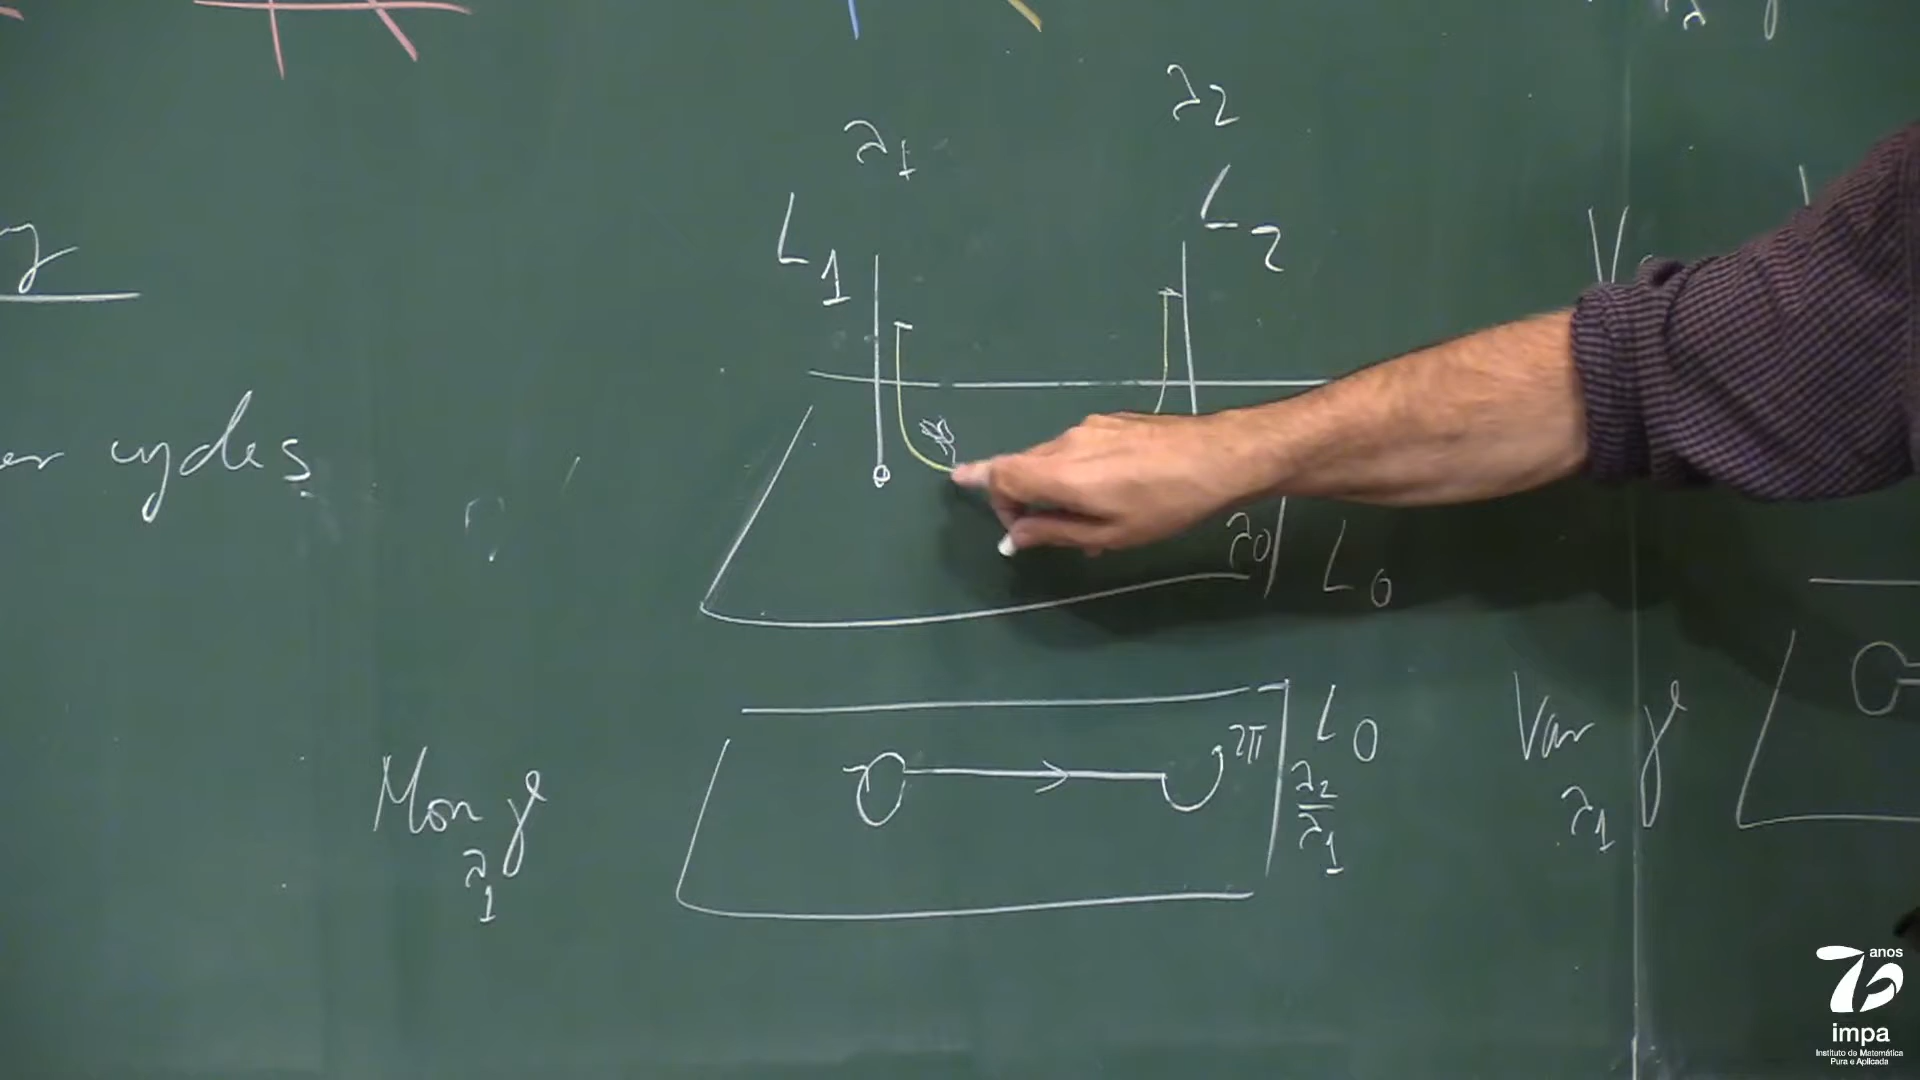 λ1
λ2
L1
L2
cycles
λ0
L0
Mon γ
λ1
2π
L0
λ2
λ1
Var γ
λ1
70 anos
impa
Instituto de Matemática
Pura e Aplicada